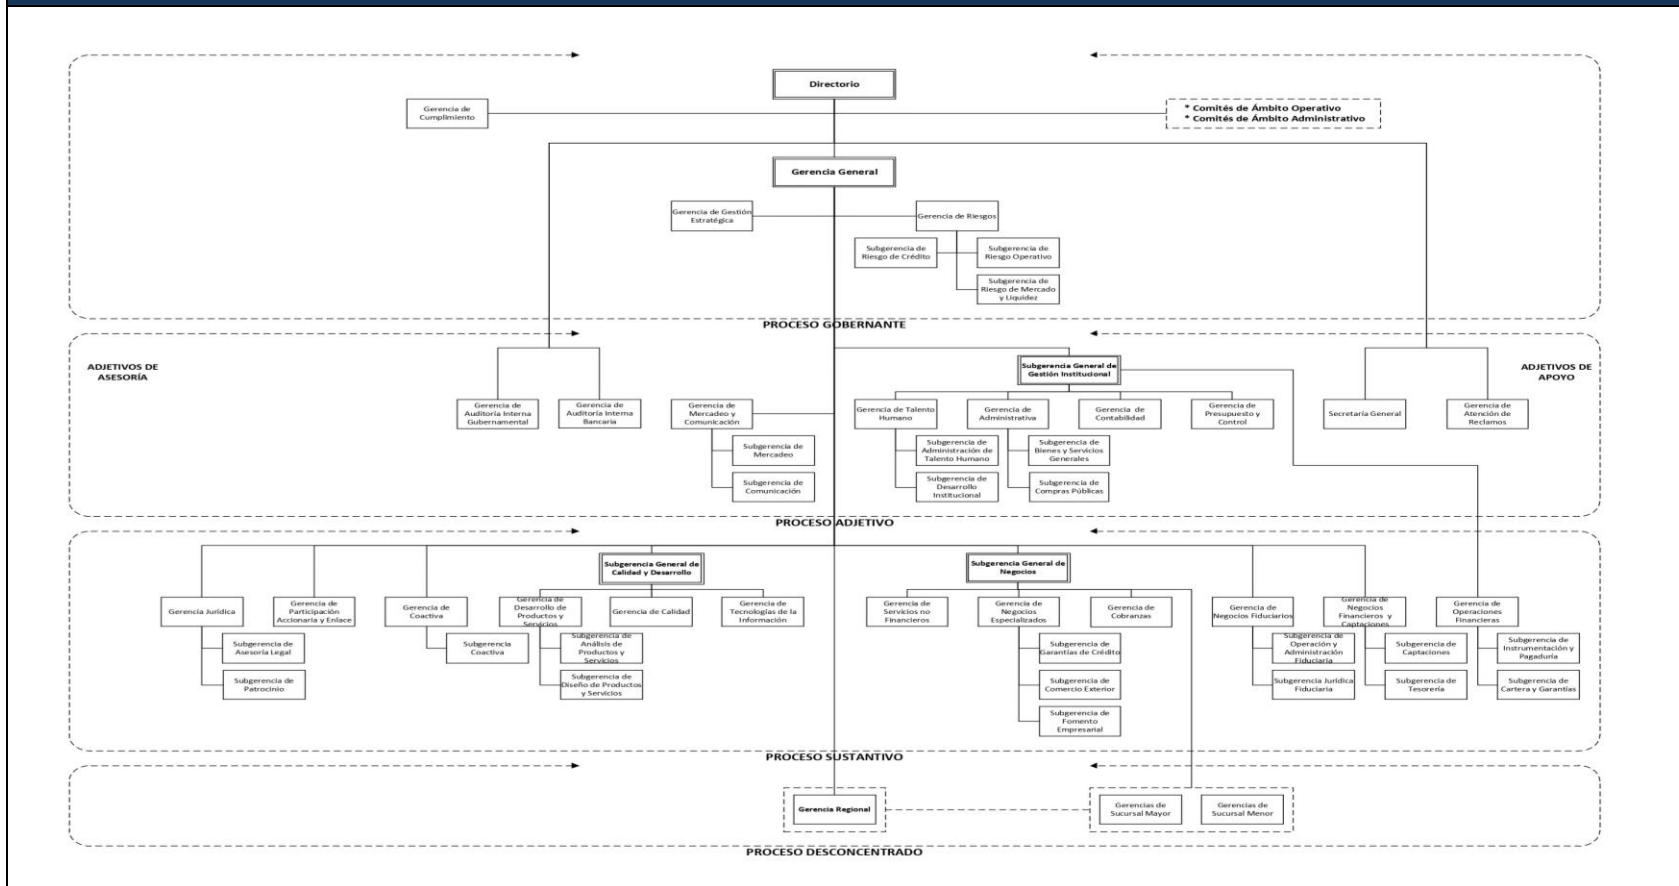 Directorio
Gerencia de
Cumplimiento
* Comités de Ámbito Operativo
* Comités de Ámbito Administrativo
Gerencia General
Gerencia de Gestión
Estratégica
Gerencia de Riesgos
Subgerencia de
Riesgo de Crédito
Subgerencia de
Riesgo Operativo
Subgerencia de
Riesgo de Mercado
y Liquidez
PROCESO GOBERNANTE
ADJETIVOS DE
ASESORÍA
Subgerencia General de
Gestión Institucional
ADJETIVOS DE
APOYO
Gerencia de
Auditoría Interna
Gubernamental
Gerencia de
Auditoría Interna
Bancaria
Gerencia de
Mercadeo y
Comunicación
Gerencia de Talento
Humano
Gerencia de
Administrativa
Gerencia de
Contabilidad
Gerencia de
Presupuesto y
Control
Secretaría General
Gerencia de
Atención de
Reclamos
Subgerencia de
Mercadeo
Subgerencia de
Administración de
Talento Humano
Subgerencia de
Bienes y Servicios
Generales
Subgerencia de
Comunicación
Subgerencia de
Desarrollo
Institucional
Subgerencia de
Compras Públicas
PROCESO ADJETIVO
Subgerencia General de
Calidad y Desarrollo
Subgerencia General de
Negocios
Gerencia Jurídica
Gerencia de
Participación
Accionaria y Enlace
Gerencia de
Coactiva
Gerencia de
Desarrollo de
Productos y
Servicios
Gerencia de Calidad
Gerencia de
Tecnologías de la
Información
Gerencia de
Servicios no
Financieros
Gerencia de
Negocios
Especializados
Gerencia de
Cobranzas
Gerencia de
Negocios Fiduciarios
Gerencia de
Negocios
Financieros y
Captaciones
Gerencia de
Operaciones
Financieras
Subgerencia de
Asesoría Legal
Subgerencia
Coactiva
Subgerencia de
Análisis de
Productos y
Servicios
Subgerencia de
Garantías de Crédito
Subgerencia de
Operación y
Administración
Fiduciaria
Subgerencia de
Captaciones
Subgerencia de
Instrumentación y
Pagaduría
Subgerencia de
Patrocinio
Subgerencia de
Diseño de Productos
y Servicios
Subgerencia de
Comercio Exterior
Subgerencia Jurídica
Fiduciaria
Subgerencia de
Tesorería
Subgerencia de
Cartera y Garantías
Subgerencia de
Fomento
Empresarial
PROCESO SUSTANTIVO
Gerencia Regional
Gerencias de
Sucursal Mayor
Gerencias de
Sucursal Menor
PROCESO DESCONCENTRADO